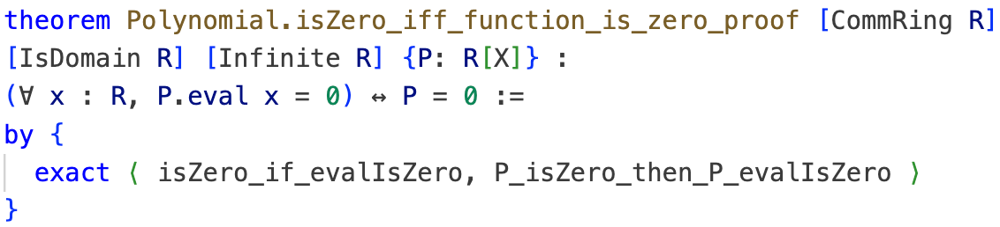 theorem Polynomial.isZero_iff_function_is_zero_proof [CommRing R]
[IsDomain R] [Infinite R] {P: R[X]} :
(∀ x : R, P.eval x = 0) ↔ P = 0 :=
by {
  exact ⟨ isZero_if_evalIsZero, P_isZero_then_P_evalIsZero ⟩
}